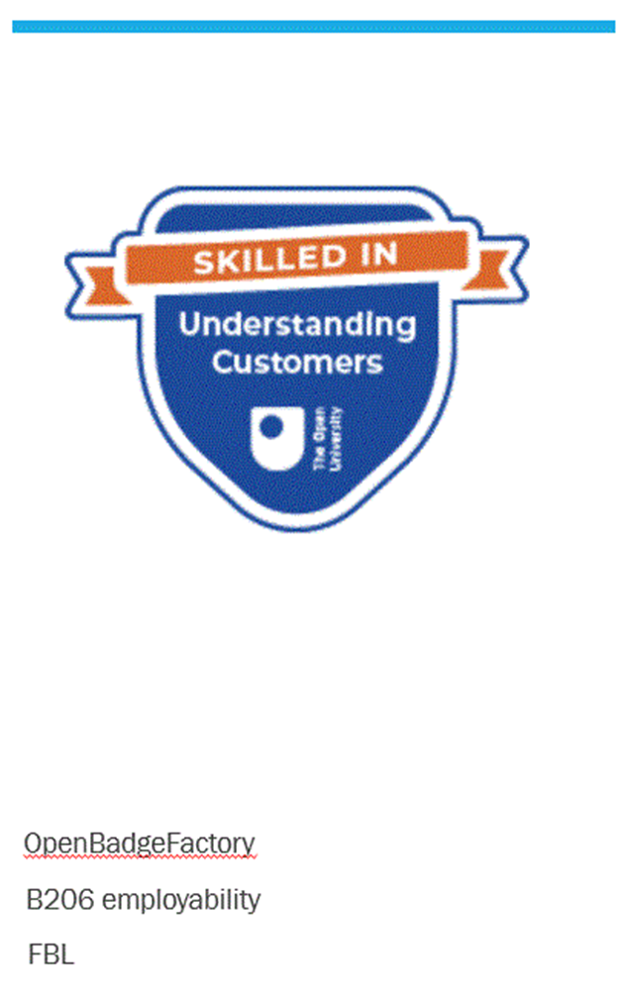 SKILLED IN
Understanding
Customers
The Open
University
OpenBadgeFactory
B206 employability
FBL